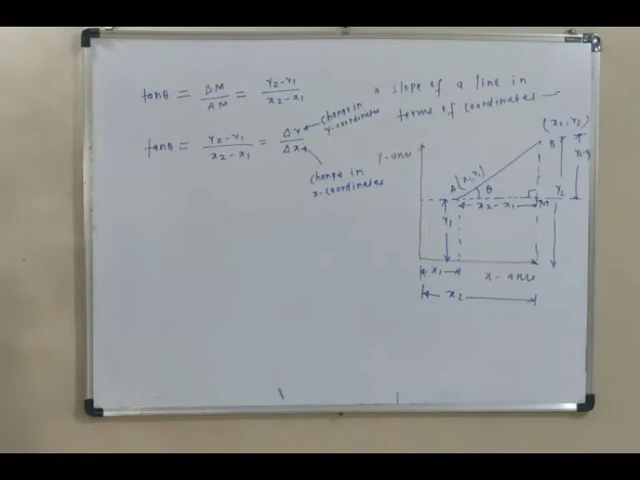 * slope of a line in
terms of coordinates —
tanθ = BM/AM = (Y2-Y1)/(x2-x1)
tanθ = (Y2-Y1)/(x2-x1) = ΔY/Δx
change in
Y-coordinates
change in
x-coordinates
Y-axis
(x2, Y2)
B
A (x1, Y1)
θ
x2-x1
M
Y2
Y2-Y1
Y1
x1
x-axis
x2